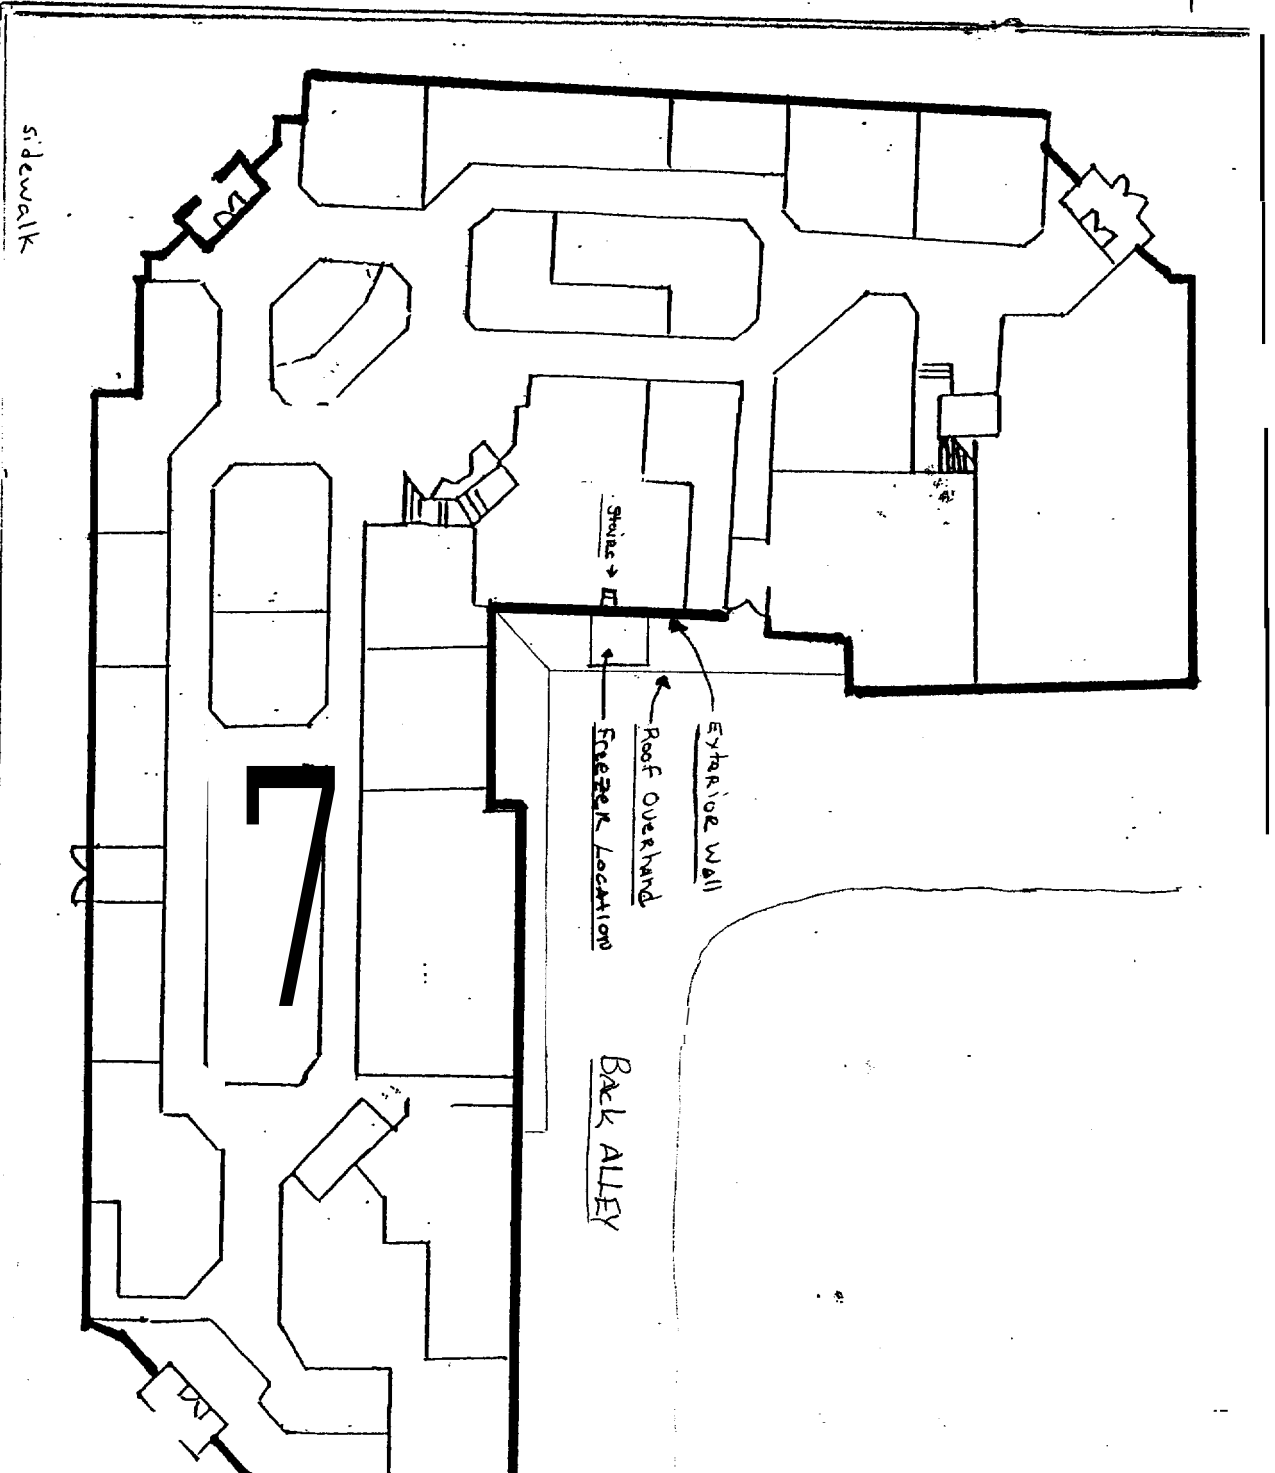 sidewalk
Stairs
Exterior Wall
Roof Overhand
Freezer Location
7
BACK ALLEY